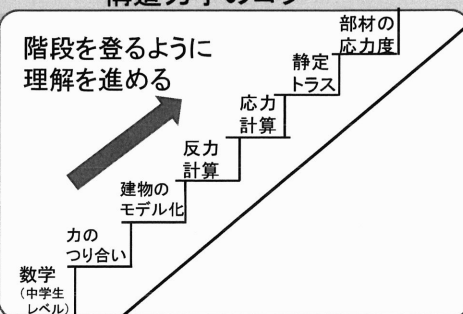 構造力学のコツ
階段を登るように
理解を進める
部材の
応力度
静定
トラス
応力
計算
反力
計算
建物の
モデル化
力の
つり合い
数学
（中学生
レベル）